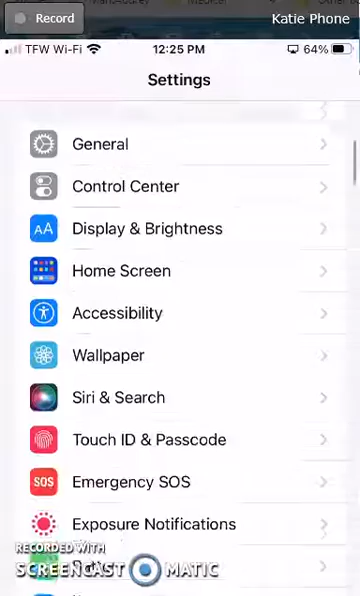 Record
Katie Phone
TFW Wi-Fi 12:25 PM 64%
Settings
General
Control Center
AA Display & Brightness
Home Screen
Accessibility
Wallpaper
Siri & Search
Touch ID & Passcode
SOS Emergency SOS
Exposure Notifications
RECORDED WITH
SCREENCAST MATIC